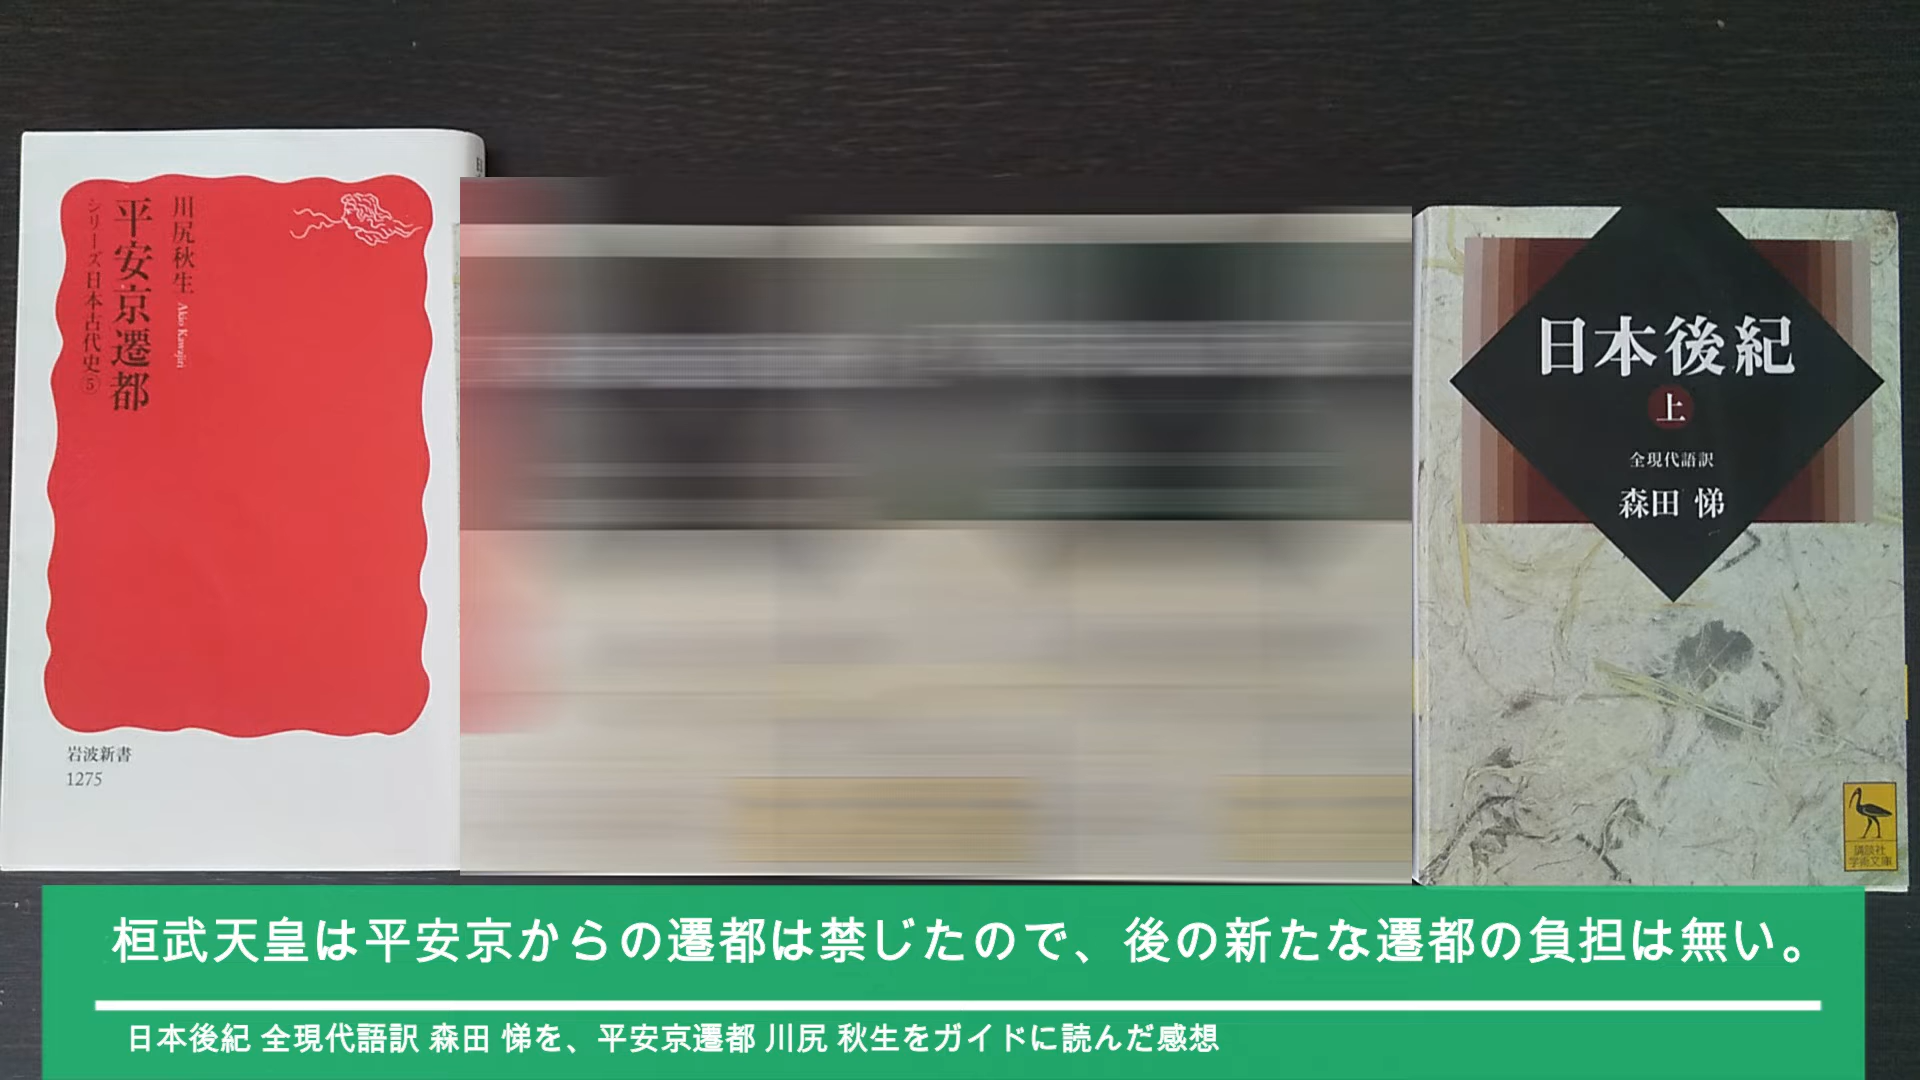 川尻秋生 Akio Kawajiri
平安京遷都
シリーズ日本古代史⑤
岩波新書
1275
日本後紀
上
全現代語訳
森田 悌
講談社
学術文庫
桓武天皇は平安京からの遷都は禁じたので、後の新たな遷都の負担は無い。
日本後紀 全現代語訳 森田 悌を、平安京遷都 川尻 秋生をガイドに読んだ感想